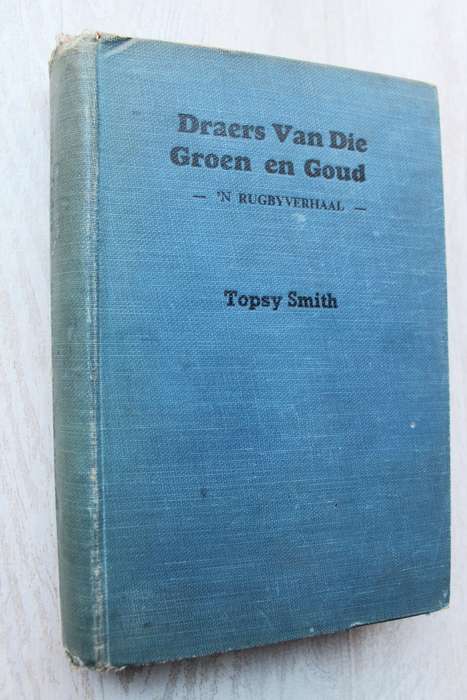 Draers Van Die
Groen en Goud
— 'N RUGBYVERHAAL —
Topsy Smith